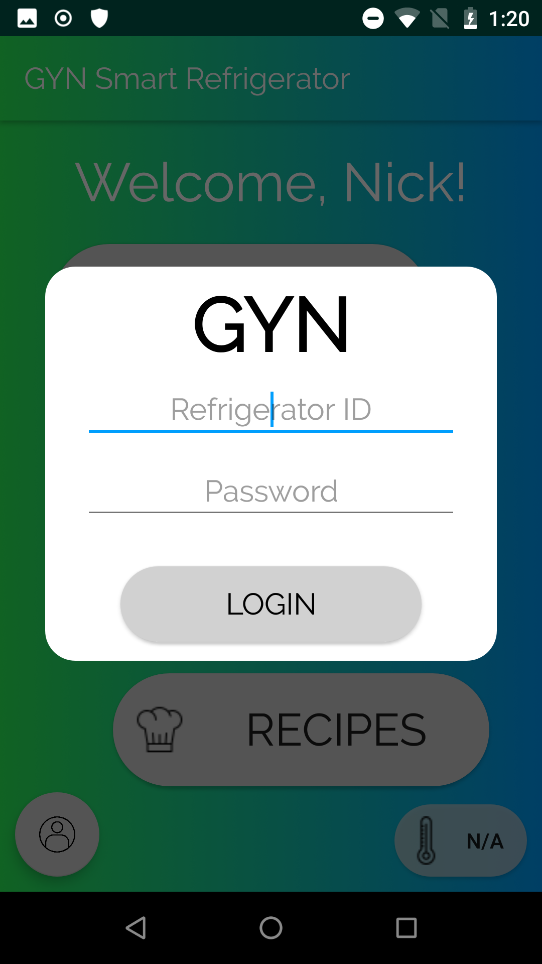 1:20
GYN Smart Refrigerator
Welcome, Nick!
GYN
Refrigerator ID
Password
LOGIN
RECIPES
N/A